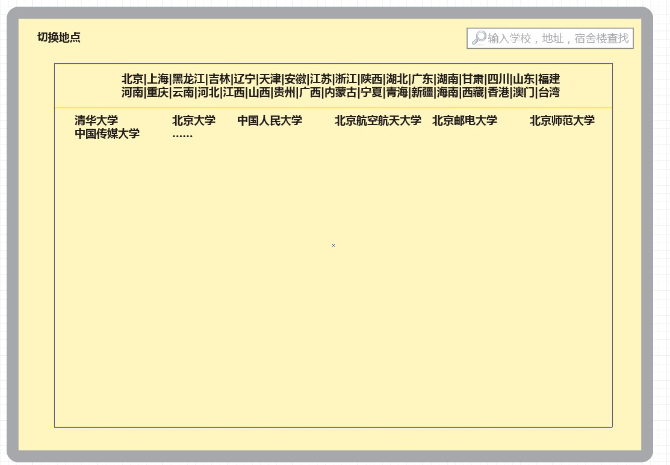 切换地点
输入学校，地址，宿舍楼查找
北京|上海|黑龙江|吉林|辽宁|天津|安徽|江苏|浙江|陕西|湖北|广东|湖南|甘肃|四川|山东|福建
河南|重庆|云南|河北|江西|山西|贵州|广西|内蒙古|宁夏|青海|新疆|海南|西藏|香港|澳门|台湾
清华大学 北京大学 中国人民大学 北京航空航天大学 北京邮电大学 北京师范大学
中国传媒大学 ......